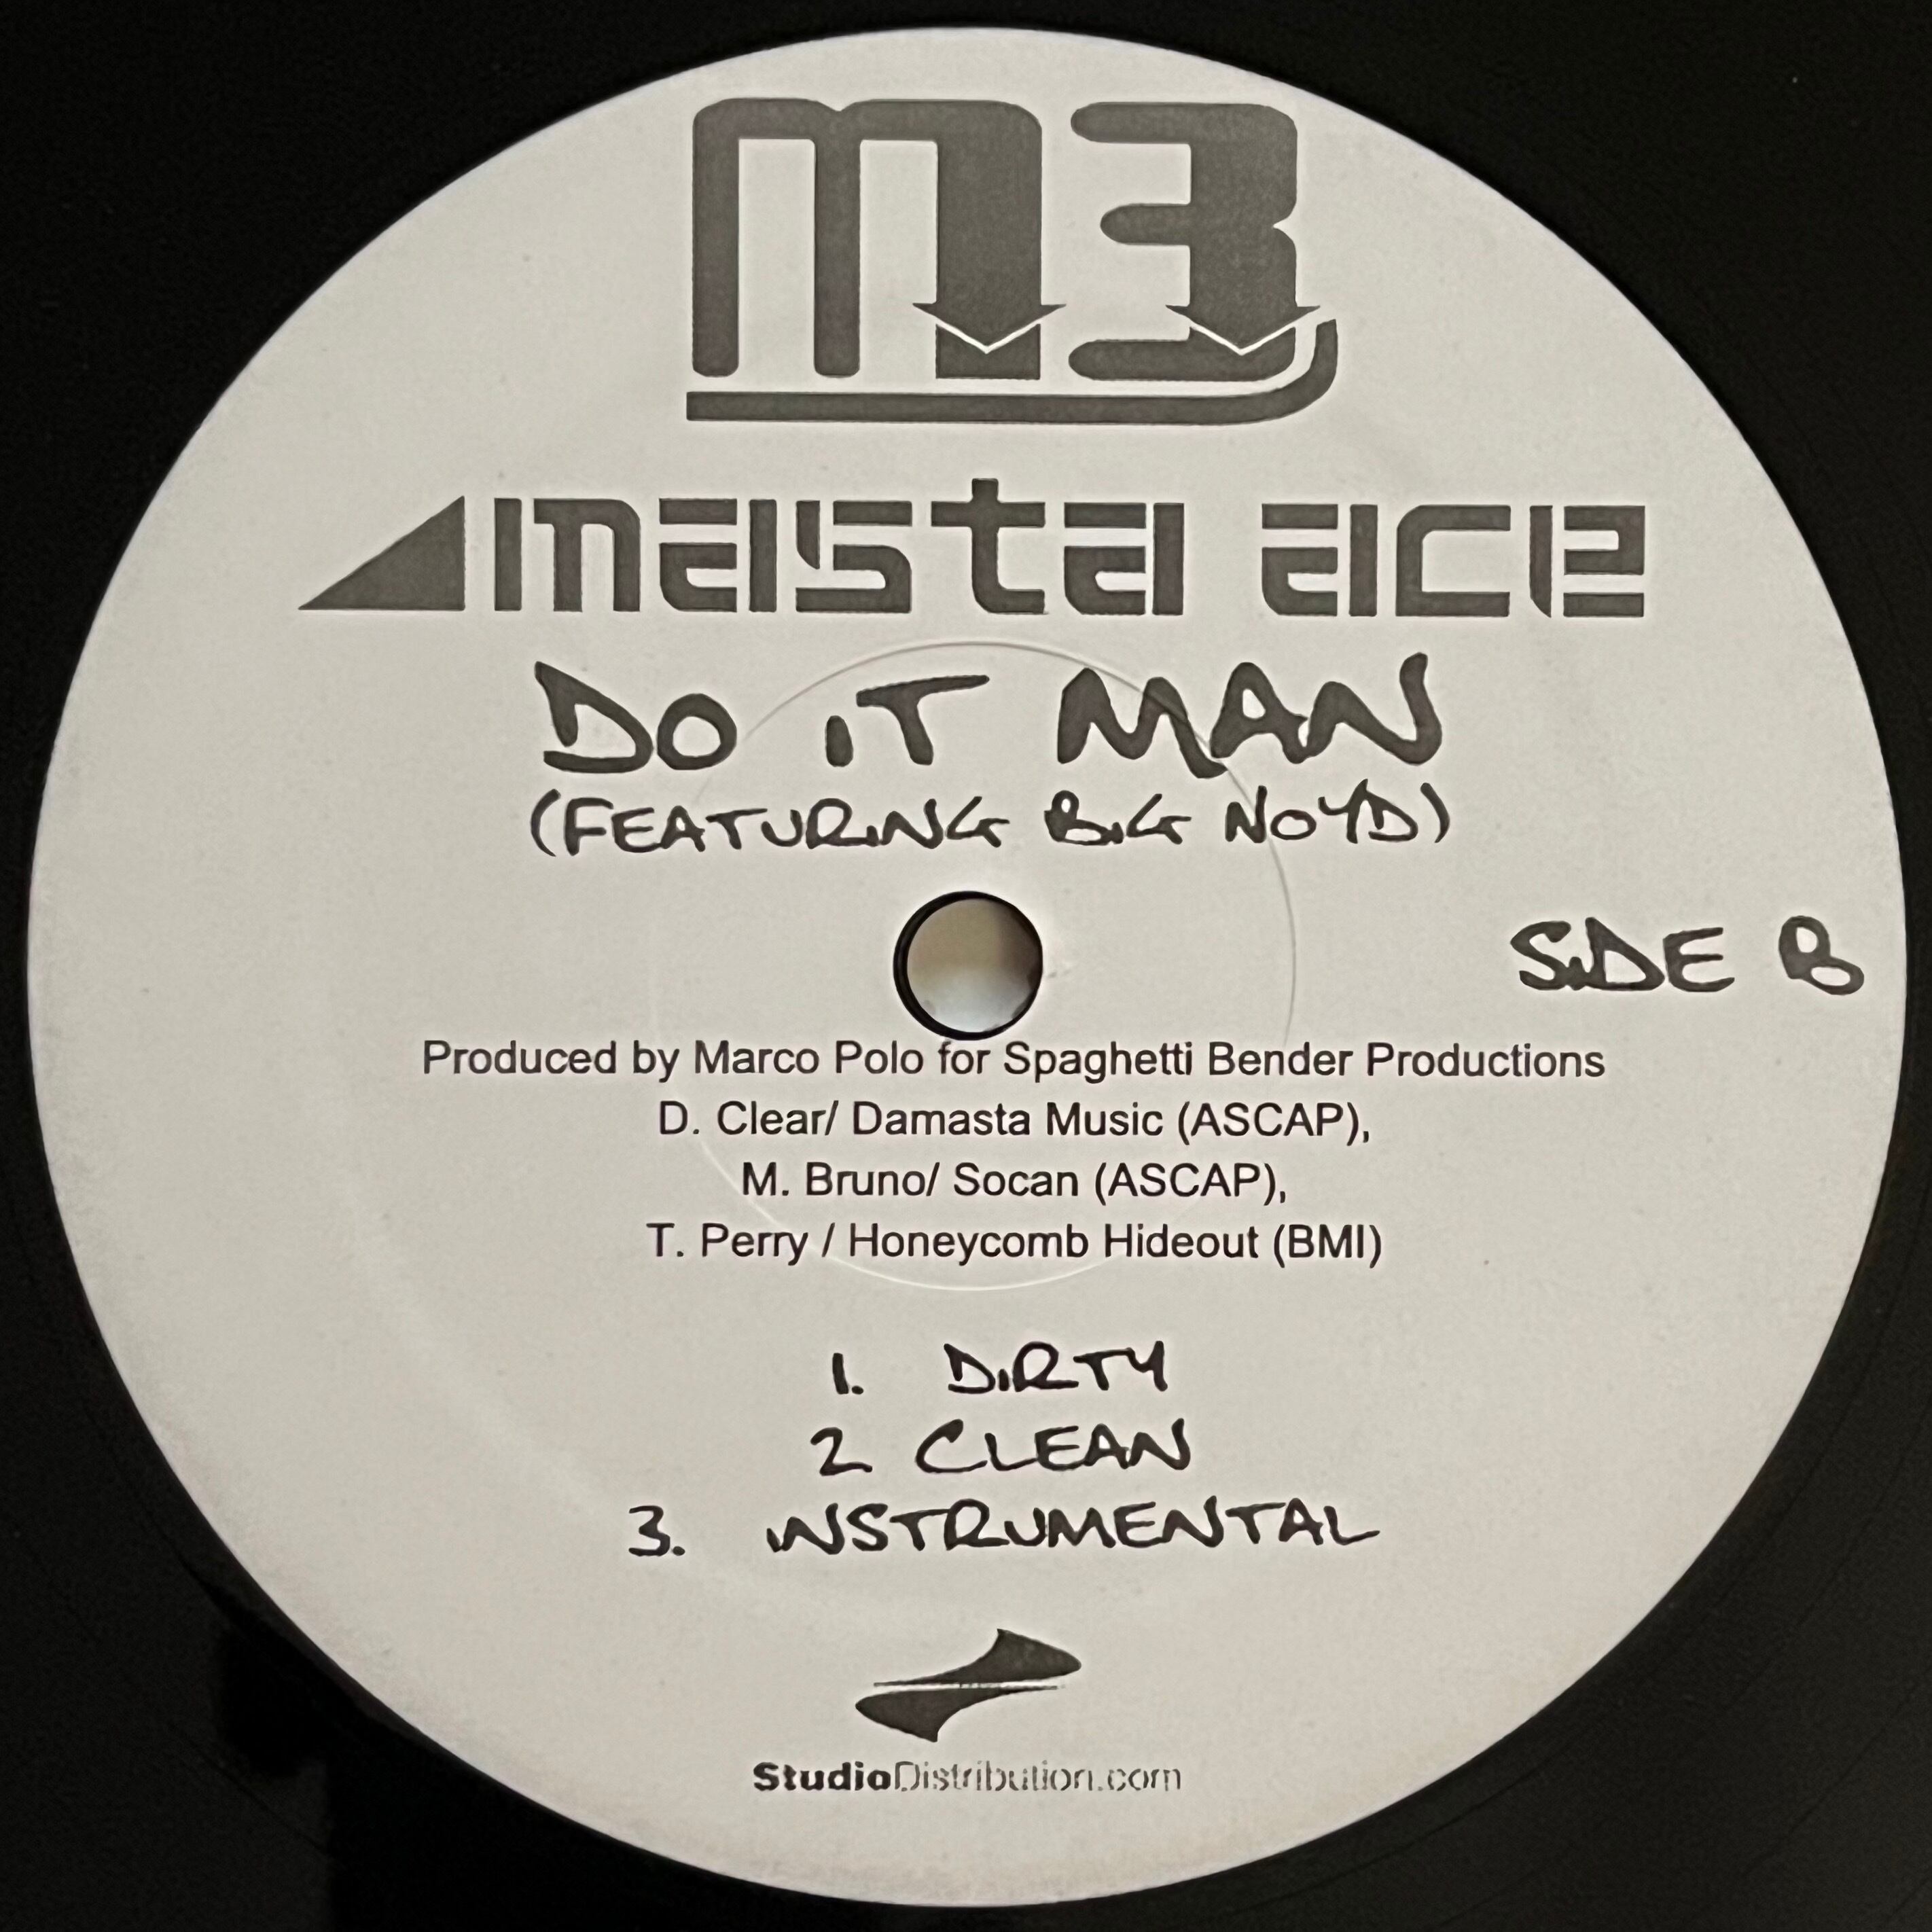 M3
masta ace
DO IT MAN
(FEATURING BIG NOYD)
SIDE B
Produced by Marco Polo for Spaghetti Bender Productions
D. Clear/ Damasta Music (ASCAP),
M. Bruno/ Socan (ASCAP),
T. Perry / Honeycomb Hideout (BMI)
1. DIRTY
2 CLEAN
3. INSTRUMENTAL
StudioDistribution.com